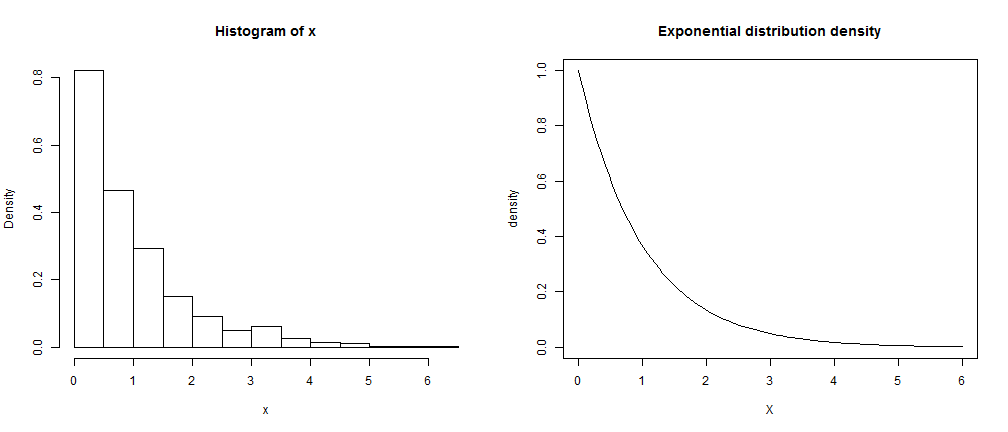 Histogram of x
Density
0.0 0.2 0.4 0.6 0.8
0 1 2 3 4 5 6
x
Exponential distribution density
density
0.0 0.2 0.4 0.6 0.8 1.0
0 1 2 3 4 5 6
X